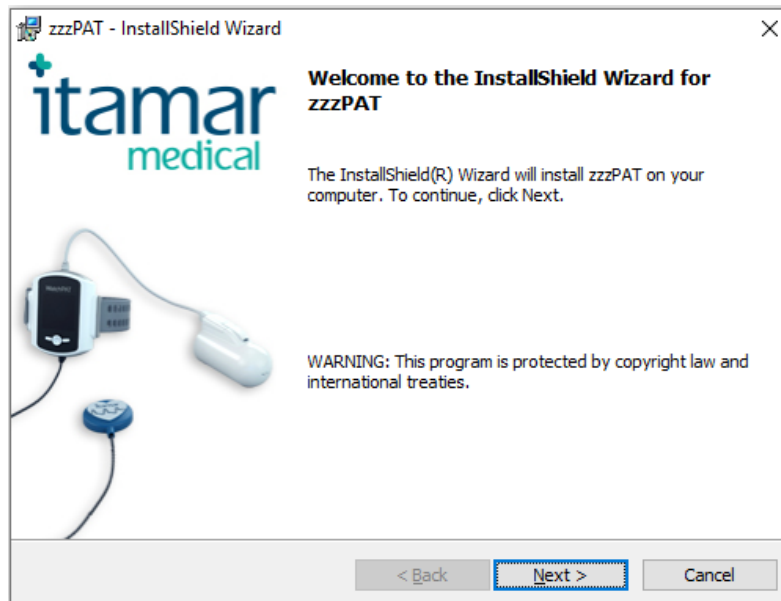 zzzPAT - InstallShield Wizard
itamar
medical
Welcome to the InstallShield Wizard for
zzzPAT
The InstallShield(R) Wizard will install zzzPAT on your
computer. To continue, click Next.
WatchPAT
WARNING: This program is protected by copyright law and
international treaties.
< Back
Next >
Cancel